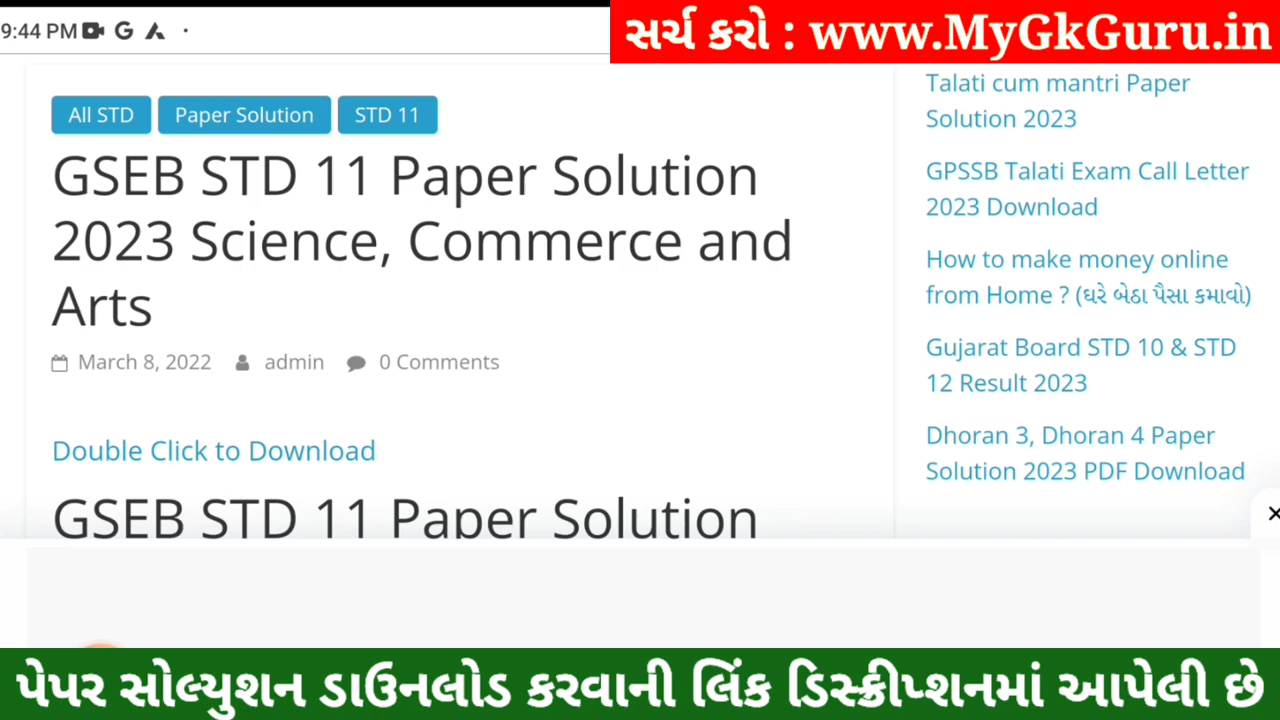 9:44 PM
સર્ચ કરો : www.MyGkGuru.in
All STD
Paper Solution
STD 11
GSEB STD 11 Paper Solution
2023 Science, Commerce and
Arts
March 8, 2022
admin
0 Comments
Double Click to Download
GSEB STD 11 Paper Solution
Talati cum mantri Paper
Solution 2023
GPSSB Talati Exam Call Letter
2023 Download
How to make money online
from Home ? (ઘરે બેઠા પૈસા કમાવો)
Gujarat Board STD 10 & STD
12 Result 2023
Dhoran 3, Dhoran 4 Paper
Solution 2023 PDF Download
પેપર સોલ્યુશન ડાઉનલોડ કરવાની લિંક ડિસ્ક્રીપ્શનમાં આપેલી છે